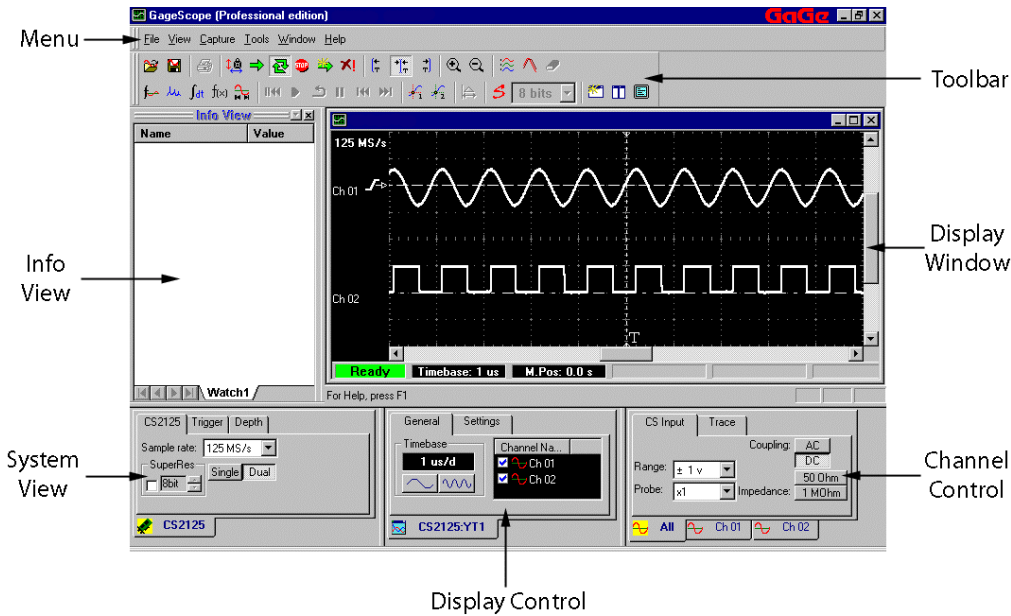 GageScope (Professional edition)
GaGe
Menu
File View Capture Tools Window Help
Toolbar
∫dt f(x)
STOP
1 2
8 bits
Info View
Name Value
125 MS/s
Ch 01
Info
View
Display
Window
Ch 02
T
Ready Timebase: 1 us M.Pos: 0.0 s
Watch1
For Help, press F1
CS2125 Trigger Depth
Sample rate: 125 MS/s
SuperRes
8bit
Single Dual
CS2125
System
View
General Settings
Timebase
1 us/d
Channel Na...
Ch 01
Ch 02
CS2125:YT1
CS Input Trace
Coupling: AC
DC
Range: ± 1 v
50 Ohm
Probe: x1 Impedance: 1 MOhm
All Ch 01 Ch 02
Channel
Control
Display Control